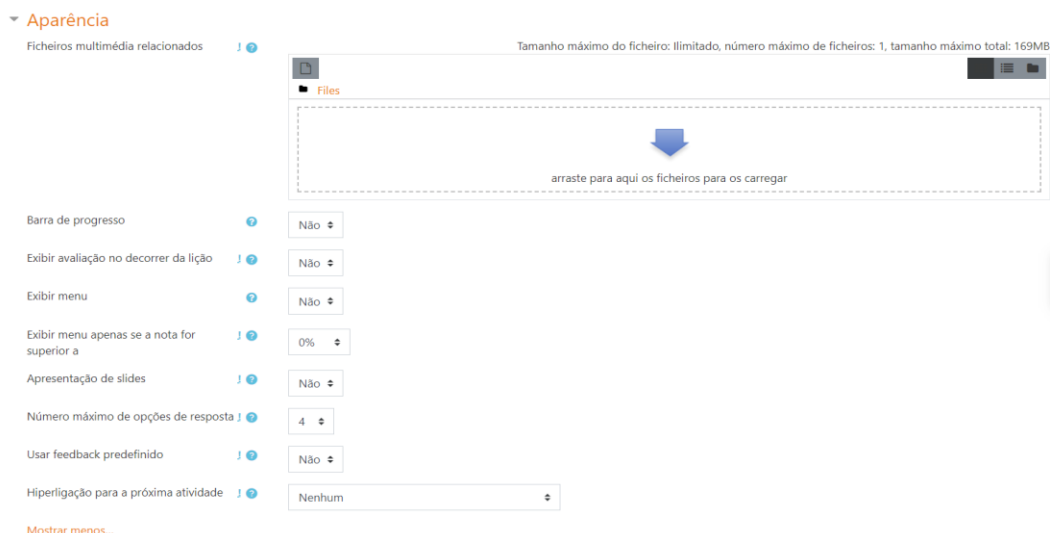 Aparência
Ficheiros multimédia relacionados
Tamanho máximo do ficheiro: Ilimitado, número máximo de ficheiros: 1, tamanho máximo total: 169MB
Files
arraste para aqui os ficheiros para os carregar
Barra de progresso
Não
Exibir avaliação no decorrer da lição
Não
Exibir menu
Não
Exibir menu apenas se a nota for
superior a
0%
Apresentação de slides
Não
Número máximo de opções de resposta
4
Usar feedback predefinido
Não
Hiperligação para a próxima atividade
Nenhum
Mostrar menos...